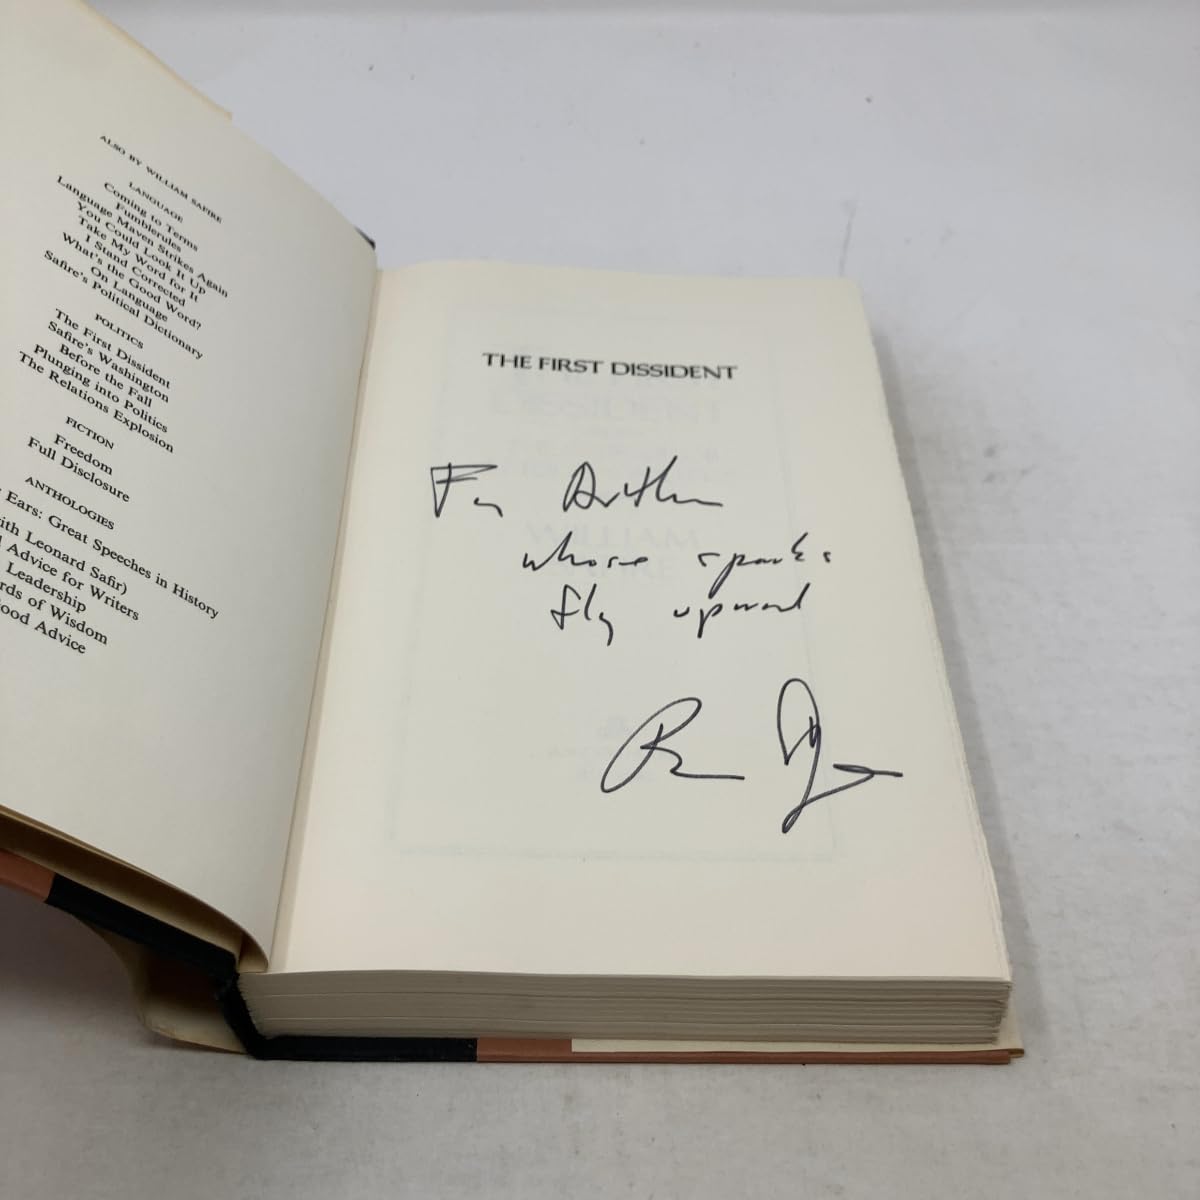 ALSO BY WILLIAM SAFIRE
LANGUAGE
Coming to Terms
Fumblerules
Language Maven Strikes Again
You Could Look It Up
Take My Word for It
I Stand Corrected
What's the Good Word?
On Language
Safire's Political Dictionary
POLITICS
The First Dissident
Safire's Washington
Before the Fall
Plunging into Politics
The Relations Explosion
FICTION
Freedom
Full Disclosure
ANTHOLOGIES
Ears: Great Speeches in History
with Leonard Safir)
Advice for Writers
Leadership
rds of Wisdom
ood Advice
THE FIRST DISSIDENT
For Arthur
whose sparks
fly upward